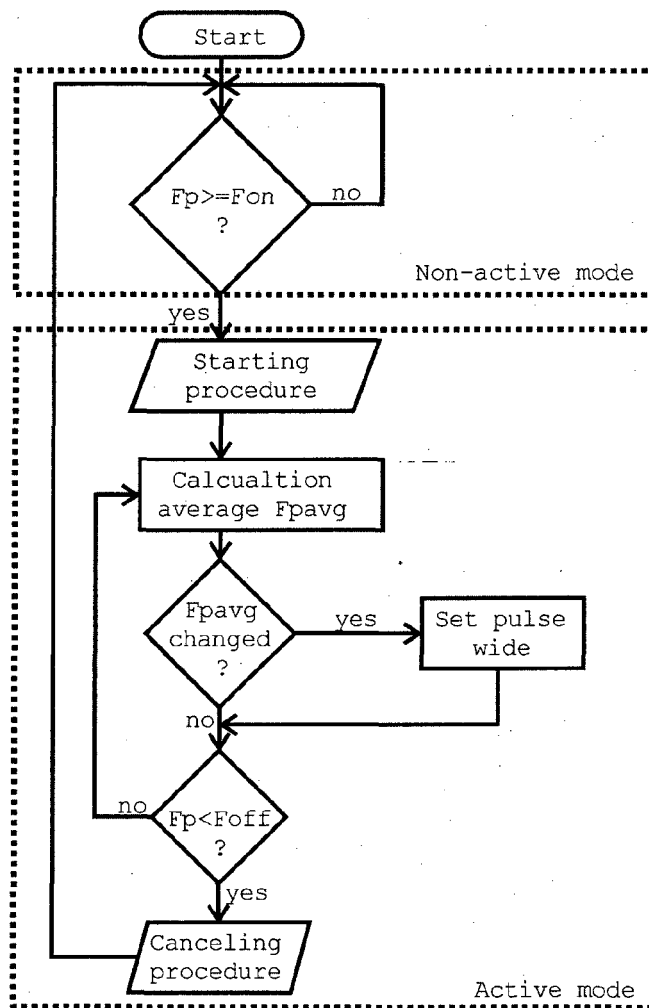 Start
Fp>=Fon
?
no
Non-active mode
yes
Starting
procedure
Calcualtion
average Fpavg
Fpavg
changed
?
yes
Set pulse
wide
no
Fp<Foff
?
no
yes
Canceling
procedure
Active mode